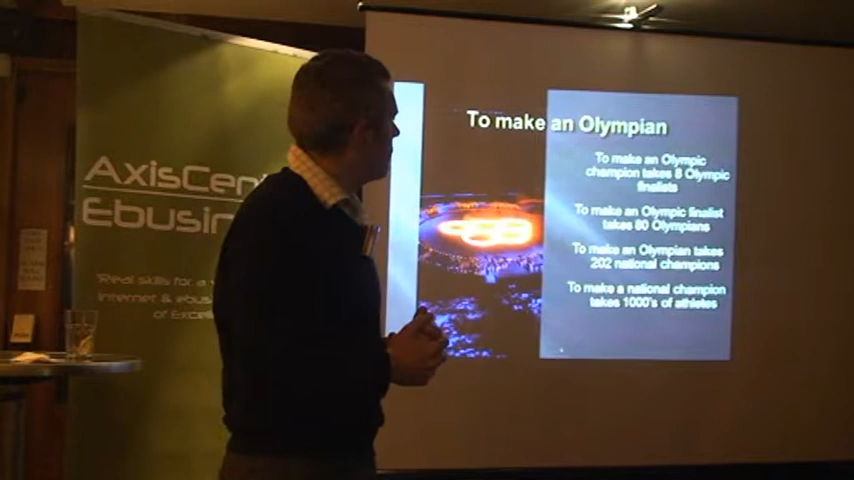 AxisCent
Ebusin
"Real skills for a
Internet & ebus
of Excel
To make an Olympian
To make an Olympic
champion takes 8 Olympic
finalists
To make an Olympic finalist
takes 80 Olympians
To make an Olympian takes
202 national champions
To make a national champion
takes 1000's of athletes